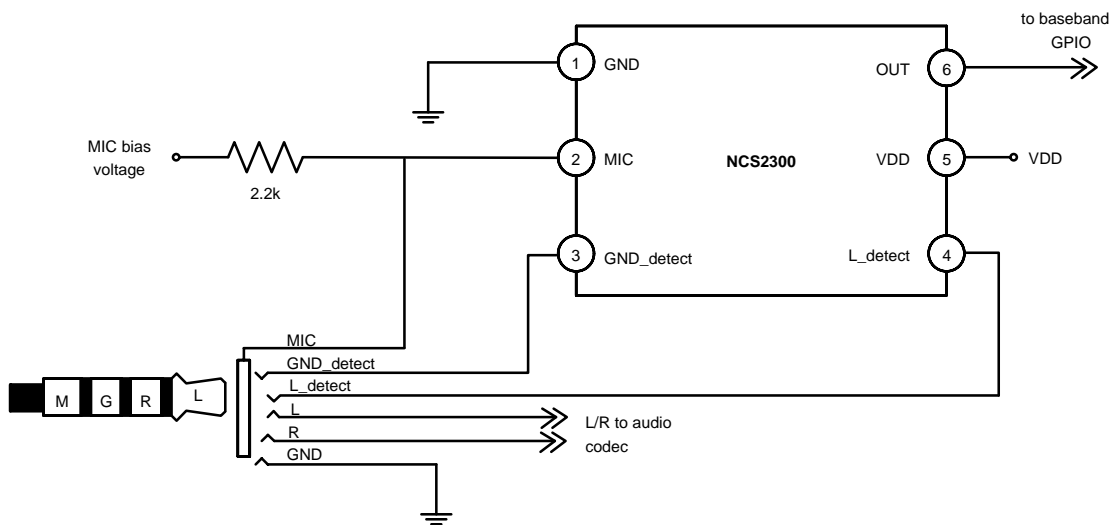 to baseband
GPIO
1
GND
OUT
6
MIC bias
voltage
2.2k
2
MIC
NCS2300
VDD
5
VDD
3
GND_detect
L_detect
4
MIC
GND_detect
L_detect
L
R
GND
M
G
R
L
L/R to audio
codec